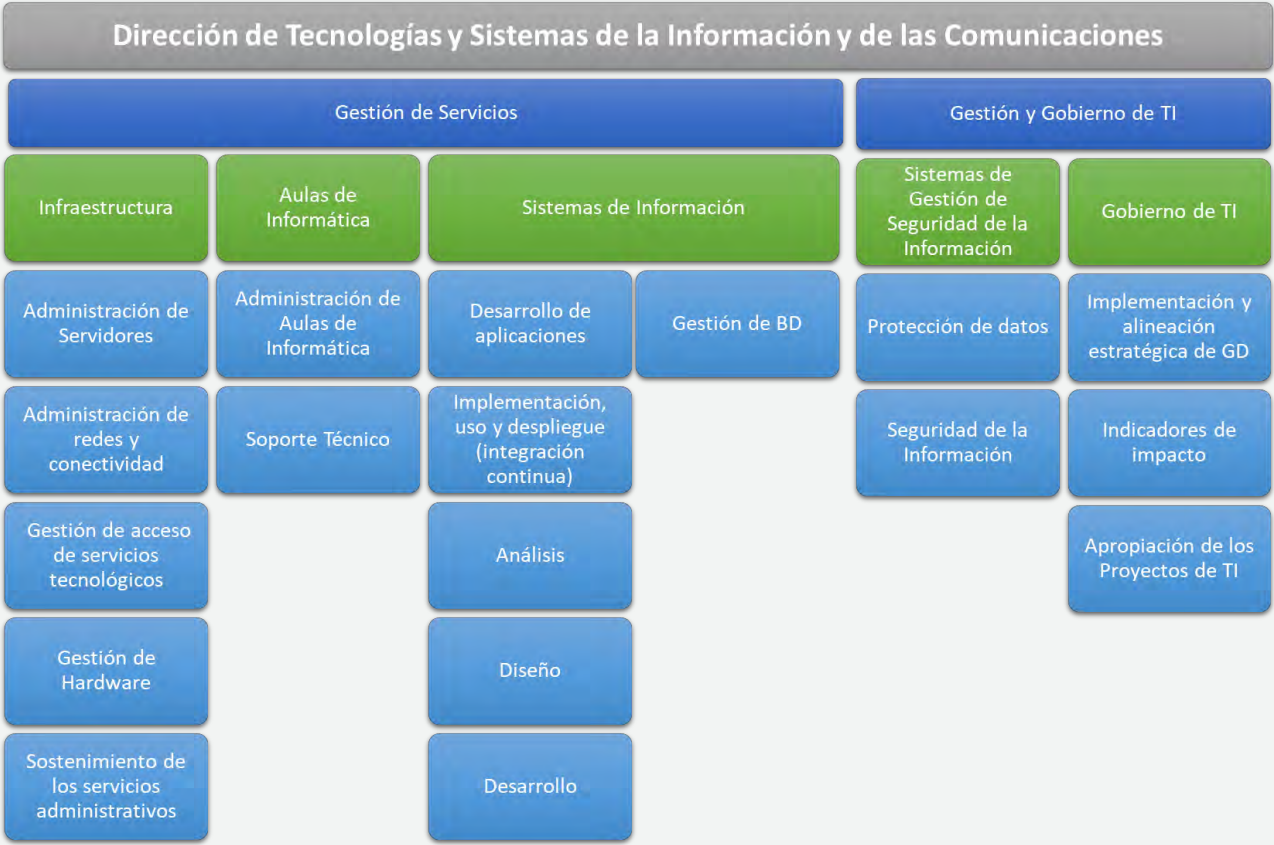 Dirección de Tecnologías y Sistemas de la Información y de las Comunicaciones
Gestión de Servicios
Gestión y Gobierno de TI
Infraestructura
Aulas de
Informática
Sistemas de Información
Sistemas de
Gestión de
Seguridad de la
Información
Gobierno de TI
Administración de
Servidores
Administración de
Aulas de
Informática
Desarrollo de
aplicaciones
Gestión de BD
Protección de datos
Implementación y
alineación
estratégica de GD
Administración de
redes y
conectividad
Soporte Técnico
Implementación,
uso y despliegue
(integración
continua)
Seguridad de la
Información
Indicadores de
impacto
Gestión de acceso
de servicios
tecnológicos
Análisis
Apropiación de los
Proyectos de TI
Gestión de
Hardware
Diseño
Sostenimiento de
los servicios
administrativos
Desarrollo